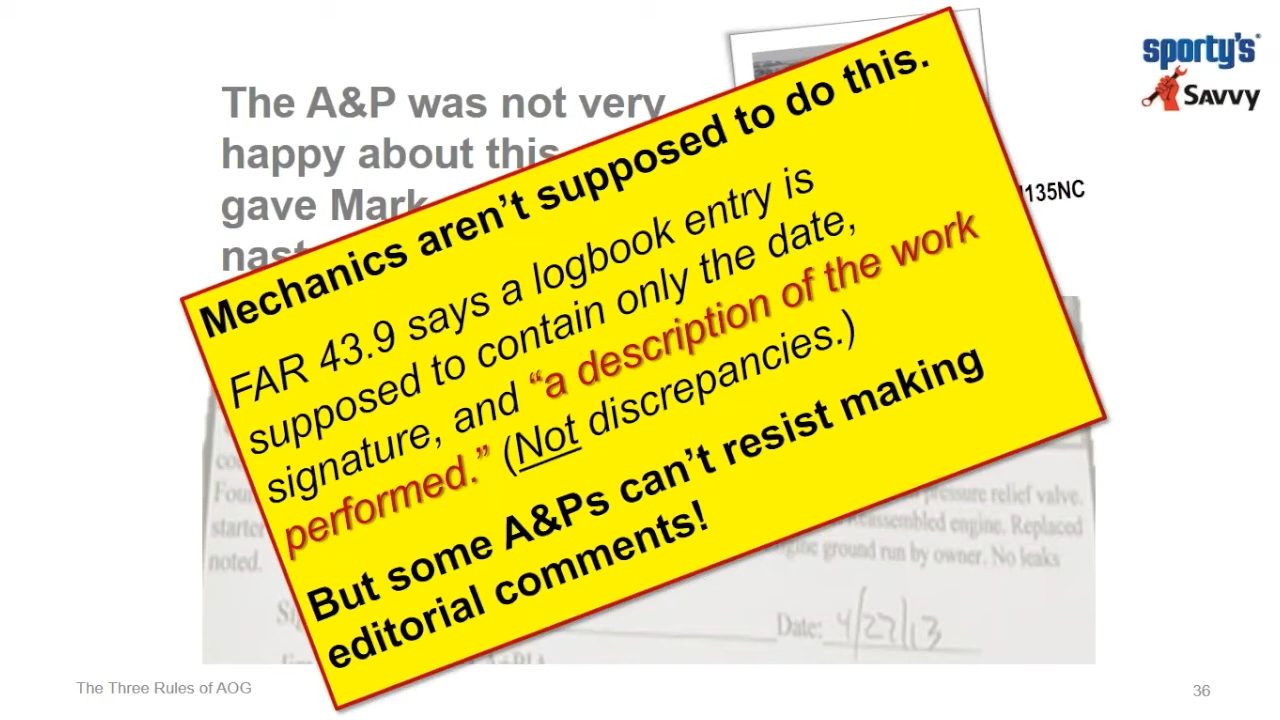 sporty's
SAVVY
The A&P was not very
happy about this
gave Mark
135NC
Mechanics aren't supposed to do this.
FAR 43.9 says a logbook entry is
supposed to contain only the date,
signature, and “a description of the work
performed.” (Not discrepancies.)
But some A&Ps can't resist making
editorial comments!
pressure relief valve.
starter
Reassembled engine. Replaced
noted.
ground run by owner. No leaks
Date: 4/27/13
The Three Rules of AOG
36